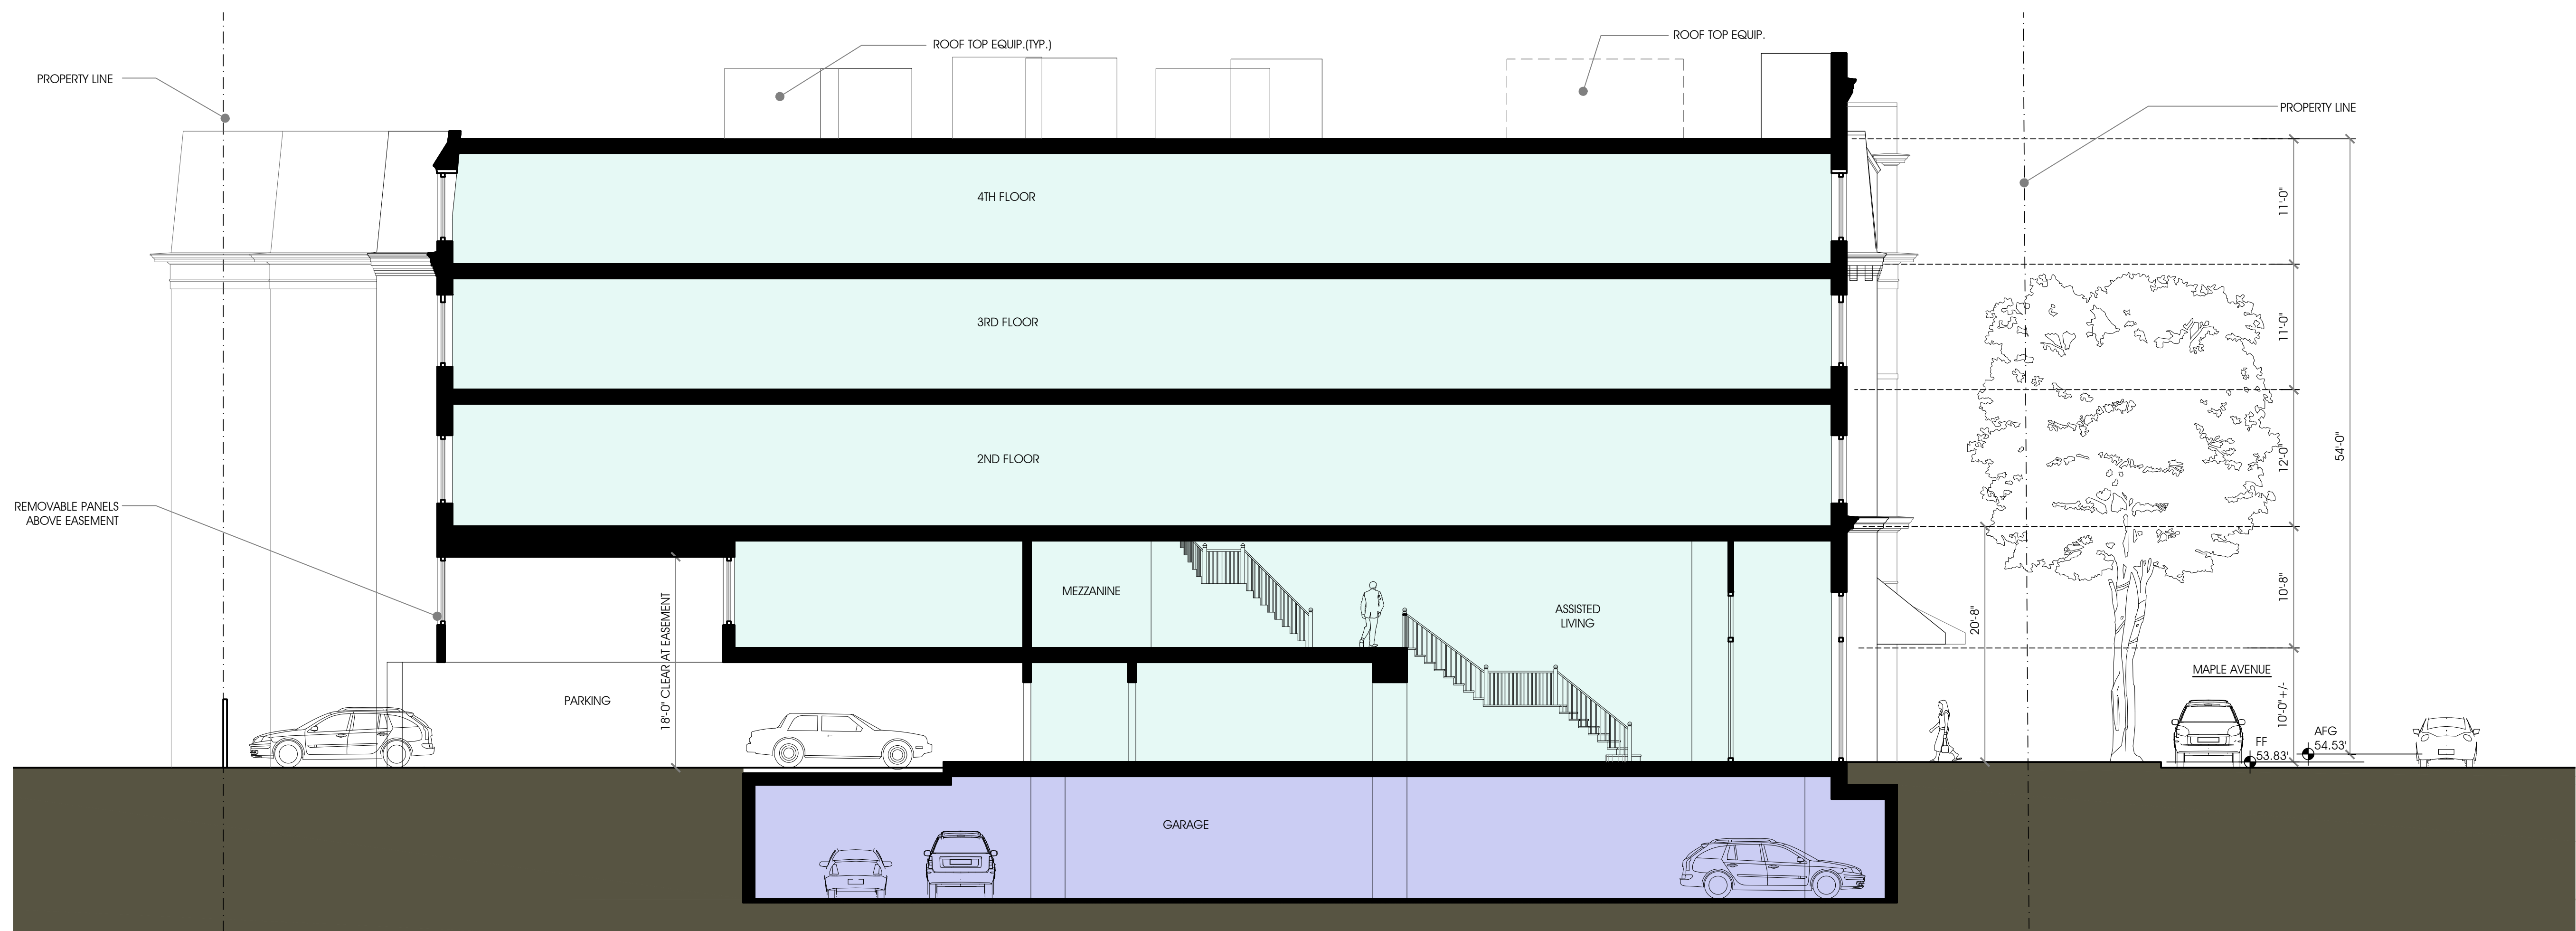 ROOF TOP EQUIP.(TYP.)
ROOF TOP EQUIP.
PROPERTY LINE
PROPERTY LINE
4TH FLOOR
11'-0"
3RD FLOOR
11'-0"
2ND FLOOR
12'-0"
54'-0"
REMOVABLE PANELS
ABOVE EASEMENT
MEZZANINE
ASSISTED
LIVING
10'-8"
20'-8"
18'-0" CLEAR AT EASEMENT
PARKING
MAPLE AVENUE
10'-0" +/-
FF
53.83'
AFG
54.53'
GARAGE